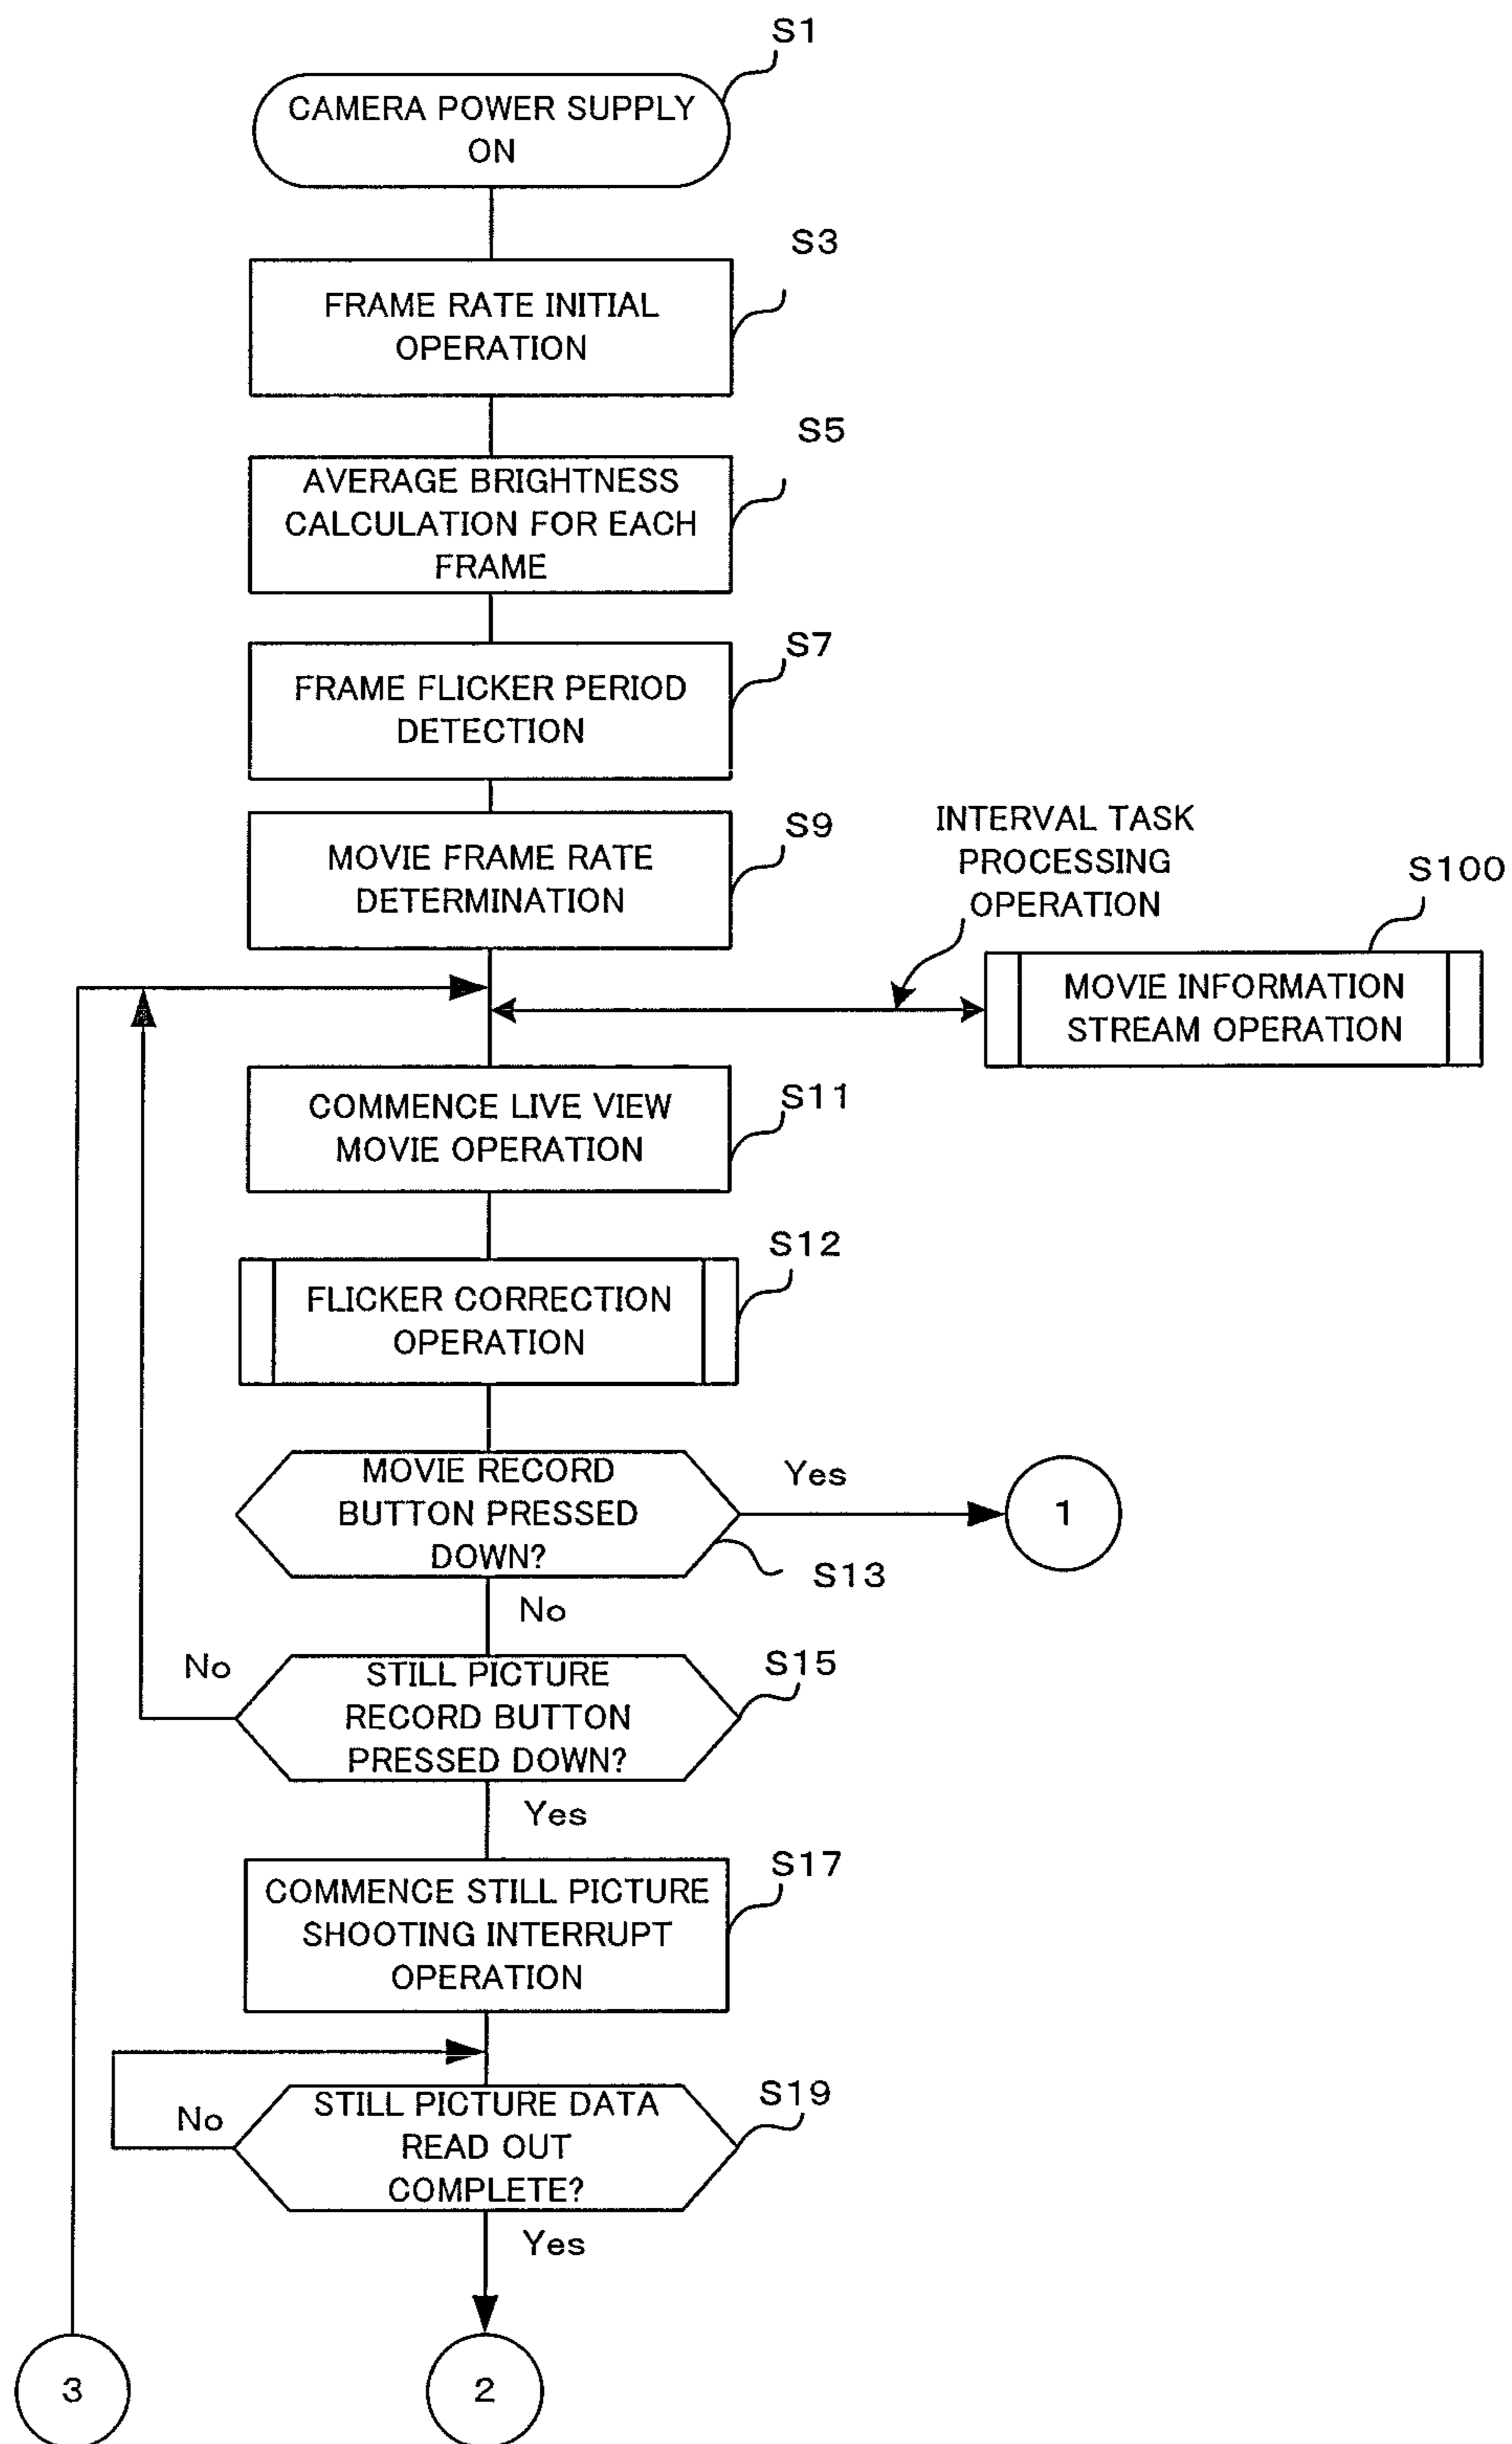 S1
CAMERA POWER SUPPLY
ON
S3
FRAME RATE INITIAL
OPERATION
S5
AVERAGE BRIGHTNESS
CALCULATION FOR EACH
FRAME
S7
FRAME FLICKER PERIOD
DETECTION
S9
MOVIE FRAME RATE
DETERMINATION
INTERVAL TASK
PROCESSING
OPERATION
S100
MOVIE INFORMATION
STREAM OPERATION
S11
COMMENCE LIVE VIEW
MOVIE OPERATION
S12
FLICKER CORRECTION
OPERATION
MOVIE RECORD
BUTTON PRESSED
DOWN?
Yes
1
S13
No
No
S15
STILL PICTURE
RECORD BUTTON
PRESSED DOWN?
Yes
S17
COMMENCE STILL PICTURE
SHOOTING INTERRUPT
OPERATION
No
S19
STILL PICTURE DATA
READ OUT
COMPLETE?
Yes
3
2